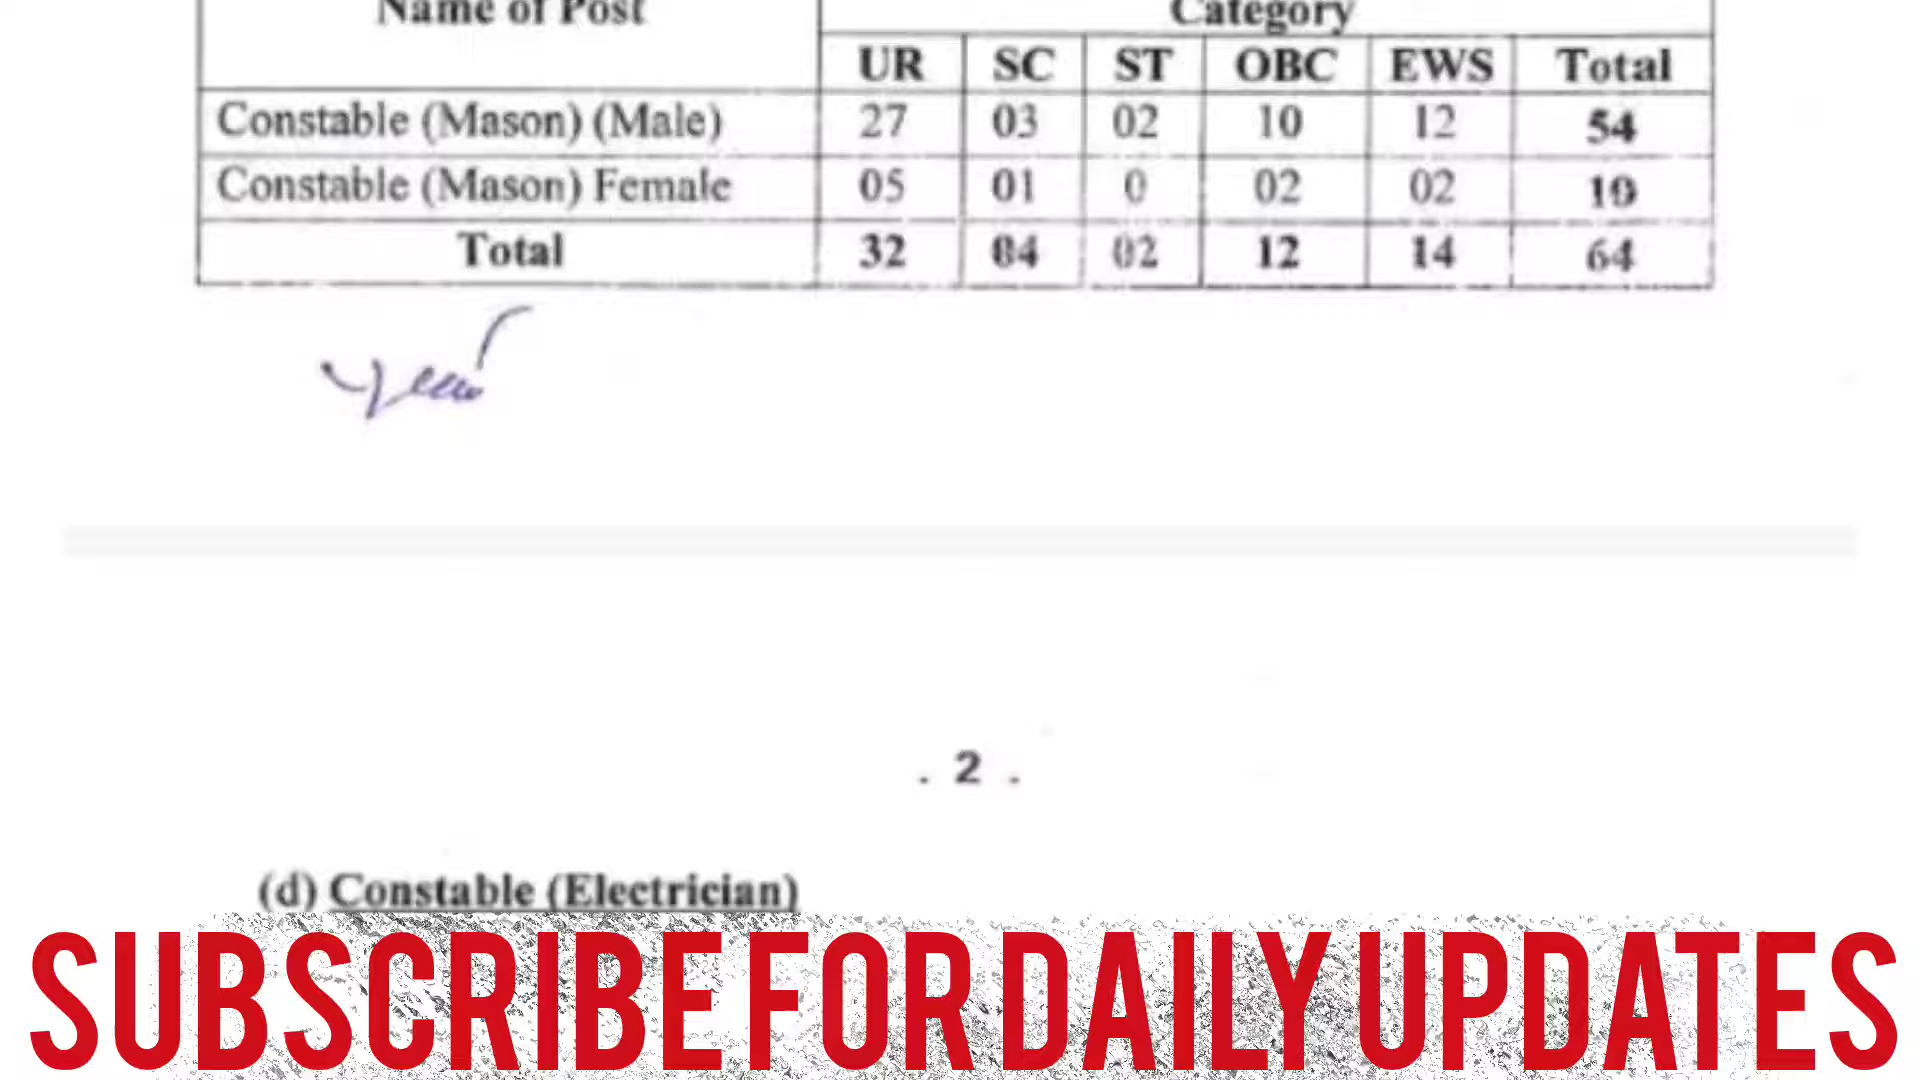 Name of Post Category
UR SC ST OBC EWS Total
Constable (Mason) (Male) 27 03 02 10 12 54
Constable (Mason) Female 05 01 0 02 02 10
Total 32 04 02 12 14 64
. 2 .
(d) Constable (Electrician)
SUBSCRIBE FOR DAILY UPDATES